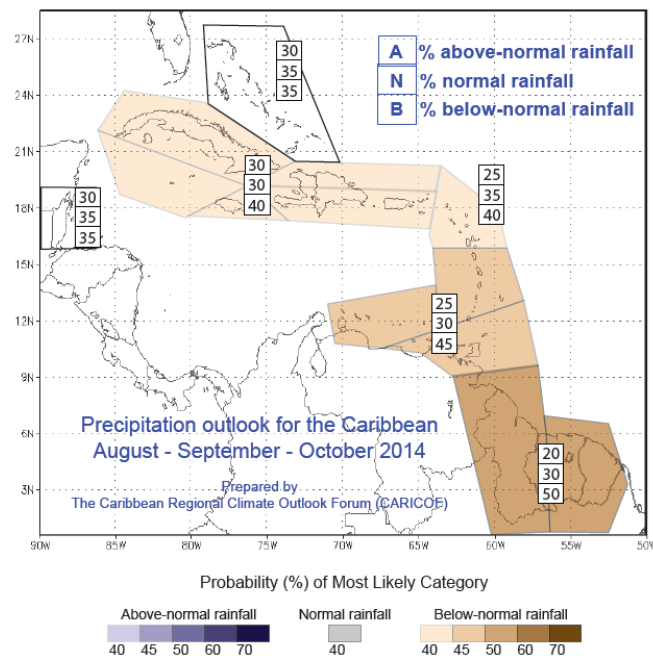 27N
24N
21N
18N
15N
12N
9N
6N
3N
90W 85W 80W 75W 70W 65W 60W 55W 50W
A % above-normal rainfall
N % normal rainfall
B % below-normal rainfall
30
35
35
30
30
40
25
35
40
30
35
35
25
30
45
20
30
50
Precipitation outlook for the Caribbean
August - September - October 2014
Prepared by
The Caribbean Regional Climate Outlook Forum (CARICOF)
Probability (%) of Most Likely Category
Above-normal rainfall Normal rainfall Below-normal rainfall
40 45 50 60 70 40 40 45 50 60 70